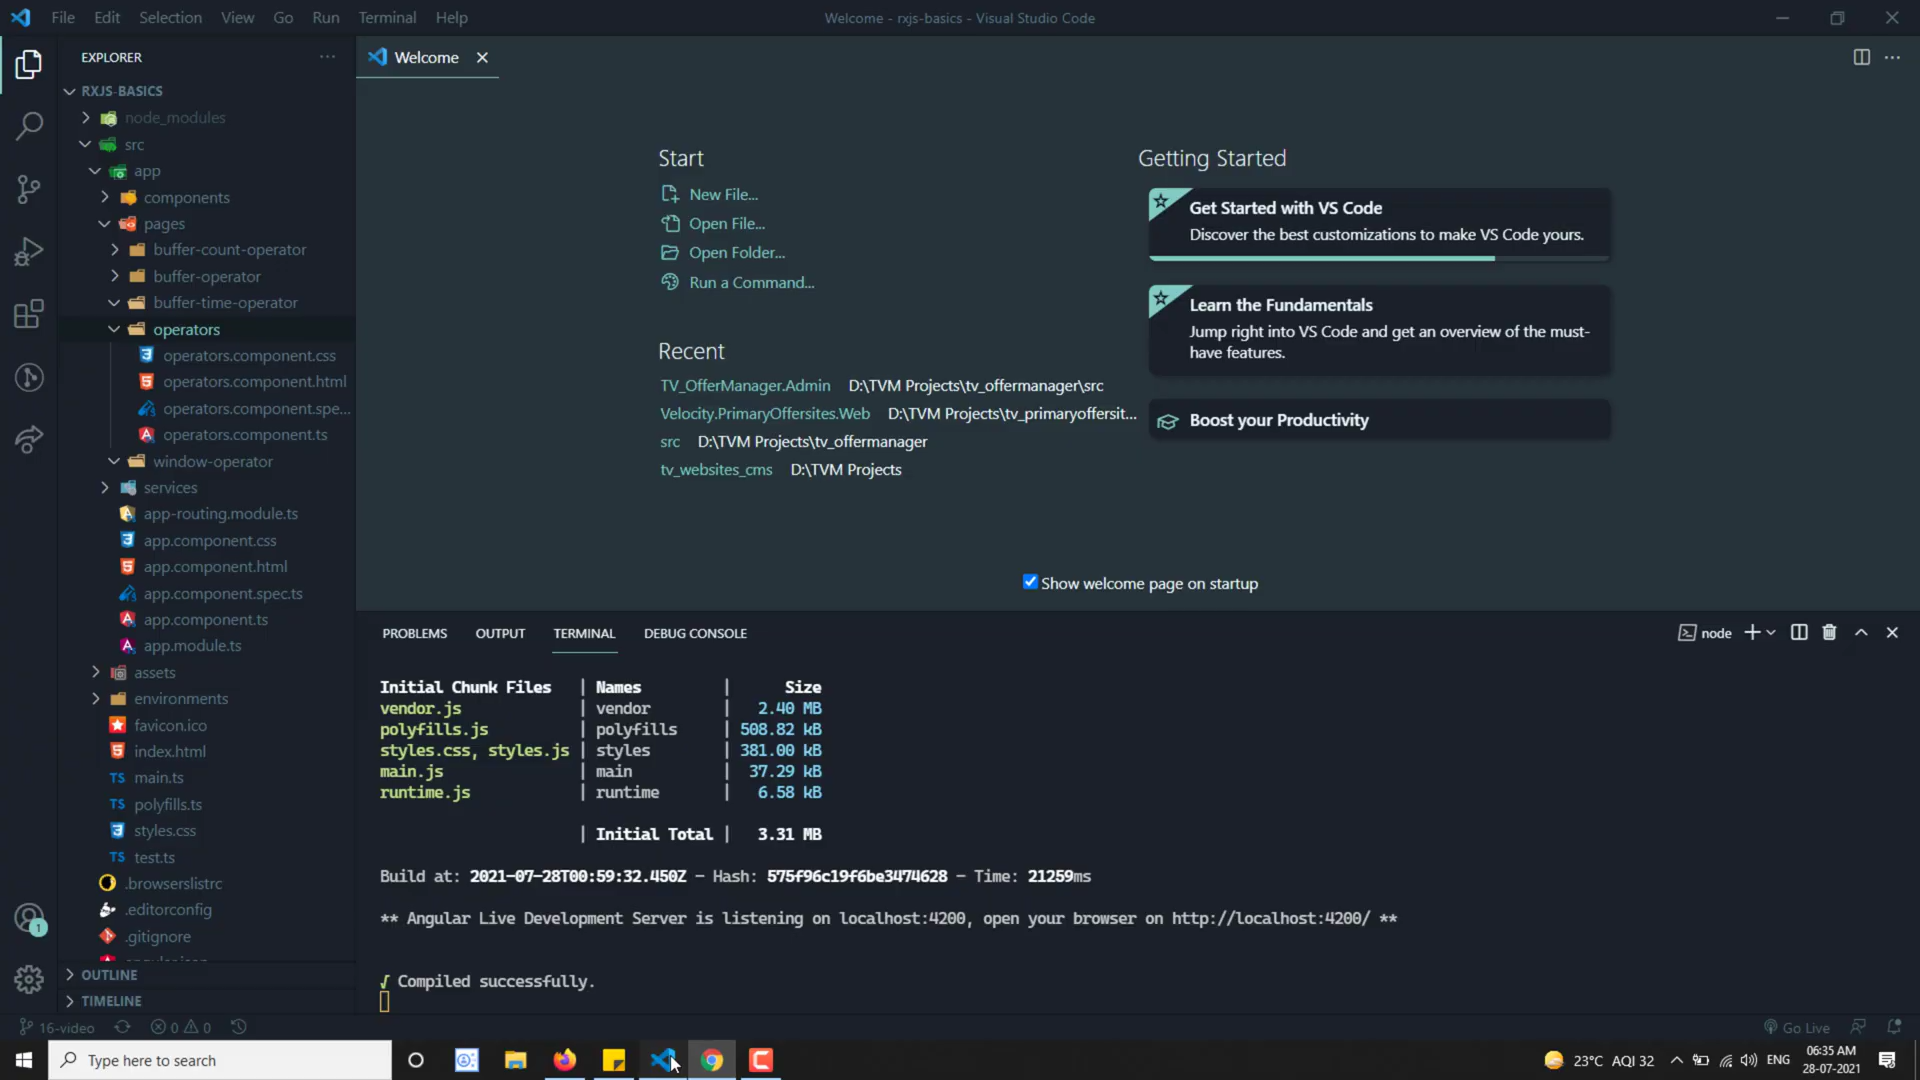 File Edit Selection View Go Run Terminal Help
Welcome - rxjs-basics - Visual Studio Code
EXPLORER
Welcome
RXJS-BASICS
node_modules
src
app
components
pages
buffer-count-operator
buffer-operator
buffer-time-operator
operators
operators.component.css
operators.component.html
operators.component.spe...
operators.component.ts
window-operator
services
app-routing.module.ts
app.component.css
app.component.html
app.component.spec.ts
app.component.ts
app.module.ts
assets
environments
favicon.ico
index.html
main.ts
polyfills.ts
styles.css
test.ts
.browserslistrc
.editorconfig
.gitignore
OUTLINE
TIMELINE
Start
New File...
Open File...
Open Folder...
Run a Command...
Recent
TV_OfferManager.Admin D:\TVM Projects\tv_offermanager\src
Velocity.PrimaryOffersites.Web D:\TVM Projects\tv_primaryoffersit...
src D:\TVM Projects\tv_offermanager
tv_websites_cms D:\TVM Projects
Getting Started
Get Started with VS Code
Discover the best customizations to make VS Code yours.
Learn the Fundamentals
Jump right into VS Code and get an overview of the must-
have features.
Boost your Productivity
Show welcome page on startup
PROBLEMS OUTPUT TERMINAL DEBUG CONSOLE
node
Initial Chunk Files | Names | Size
vendor.js | vendor | 2.40 MB
polyfills.js | polyfills | 508.82 kB
styles.css, styles.js | styles | 381.00 kB
main.js | main | 37.29 kB
runtime.js | runtime | 6.58 kB
| Initial Total | 3.31 MB
Build at: 2021-07-28T00:59:32.450Z - Hash: 575f96c19f6be3474628 - Time: 21259ms
** Angular Live Development Server is listening on localhost:4200, open your browser on http://localhost:4200/ **
√ Compiled successfully.
16-video 0 0
Go Live
Type here to search
23°C AQI 32
ENG
06:35 AM
28-07-2021
1